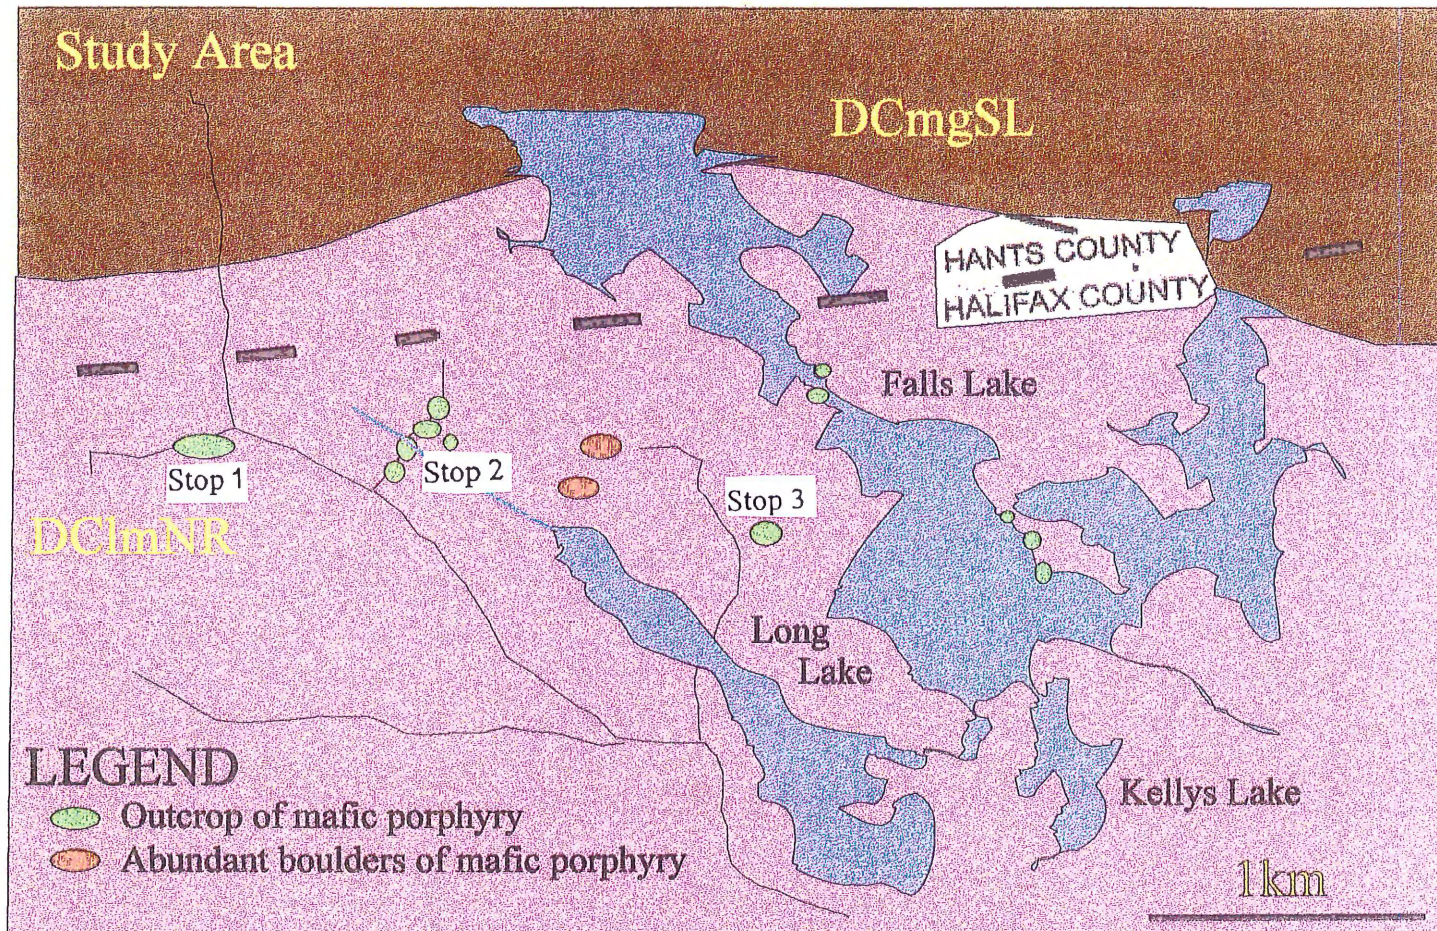 Study Area
DCmgSL
HANTS COUNTY
HALIFAX COUNTY
Falls Lake
Stop 1
Stop 2
Stop 3
DClmNR
Long
Lake
LEGEND
Outcrop of mafic porphyry
Abundant boulders of mafic porphyry
Kellys Lake
1km